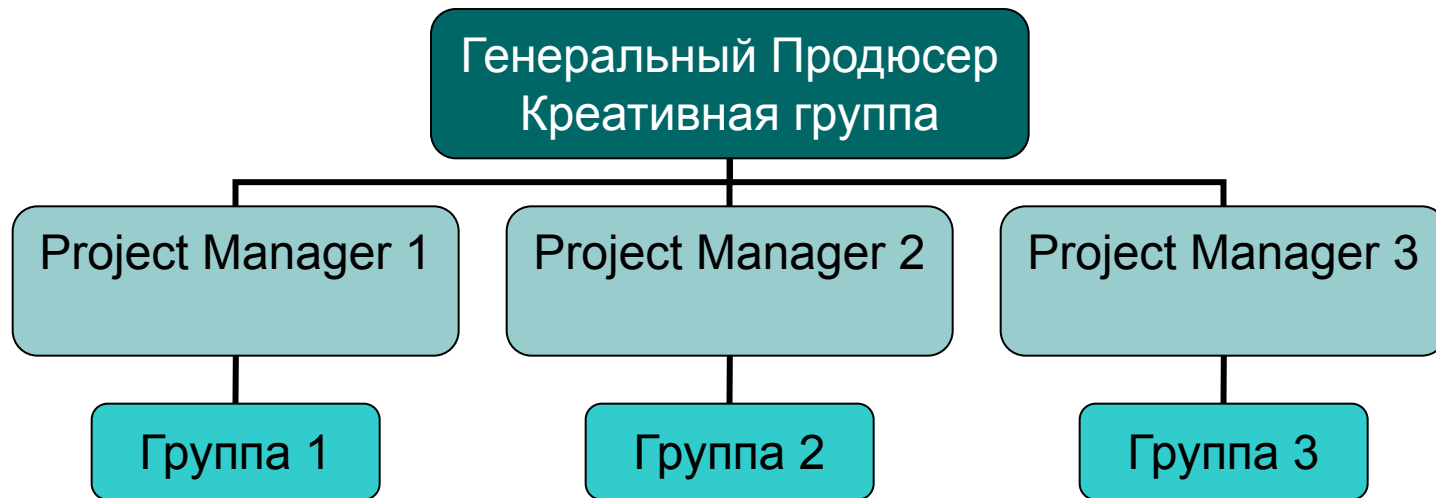 Генеральный Продюсер
Креативная группа
Project Manager 1
Project Manager 2
Project Manager 3
Группа 1
Группа 2
Группа 3